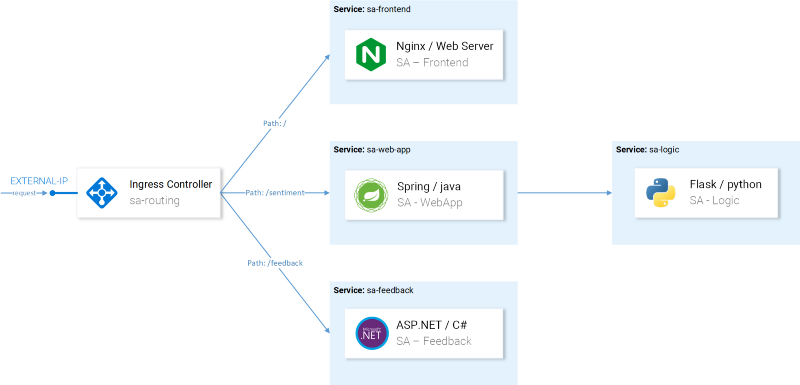 Service: sa-frontend
Nginx / Web Server
SA – Frontend
Path: /
Service: sa-web-app
Service: sa-logic
EXTERNAL-IP
request
Ingress Controller
sa-routing
Path: /sentiment
Spring / java
SA - WebApp
Flask / python
SA - Logic
Path: /feedback
Service: sa-feedback
.NET
ASP.NET / C#
SA – Feedback